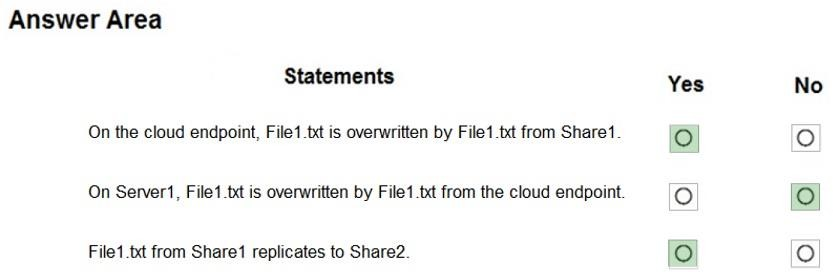 Answer Area
Statements Yes No
On the cloud endpoint, File1.txt is overwritten by File1.txt from Share1.
On Server1, File1.txt is overwritten by File1.txt from the cloud endpoint.
File1.txt from Share1 replicates to Share2.